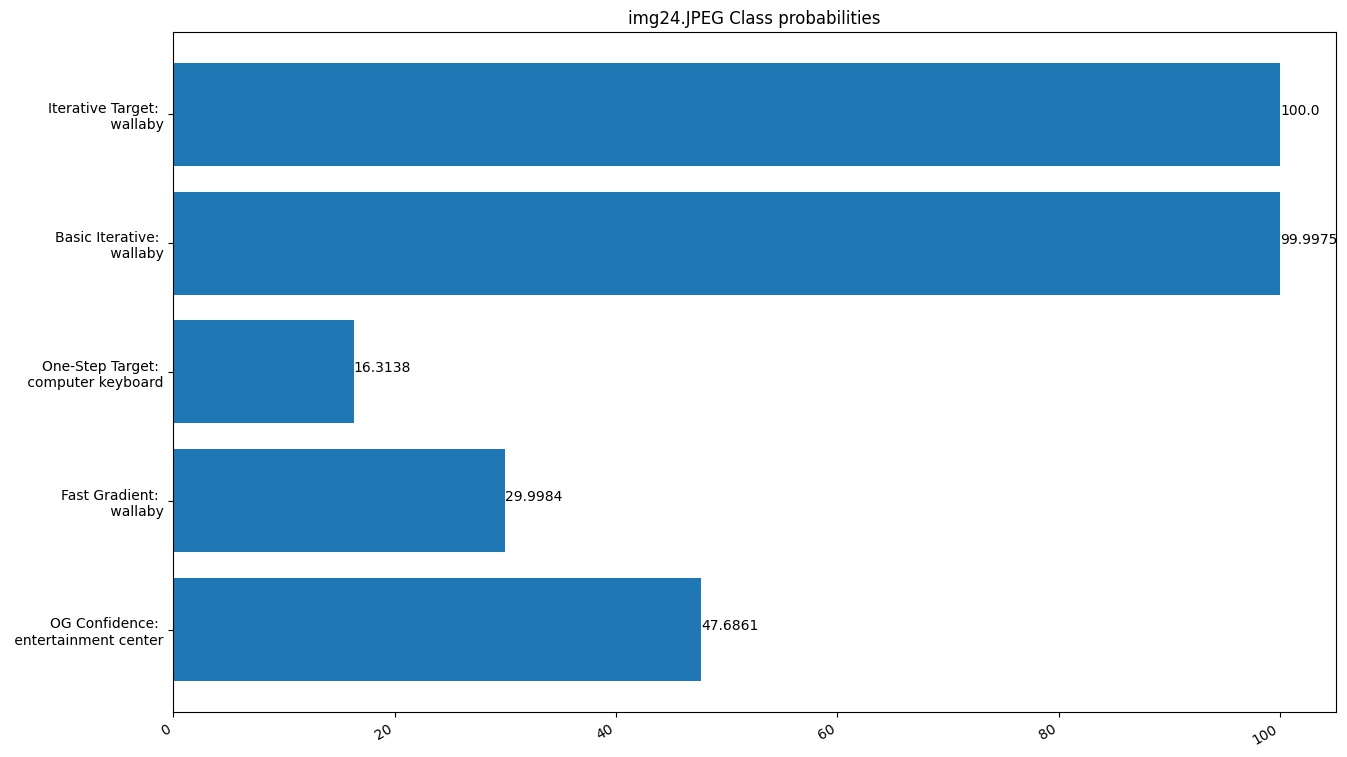 img24.JPEG Class probabilities
Iterative Target:
wallaby
100.0
Basic Iterative:
wallaby
99.9975
One-Step Target:
computer keyboard
16.3138
Fast Gradient:
wallaby
29.9984
OG Confidence:
entertainment center
47.6861
0 20 40 60 80 100